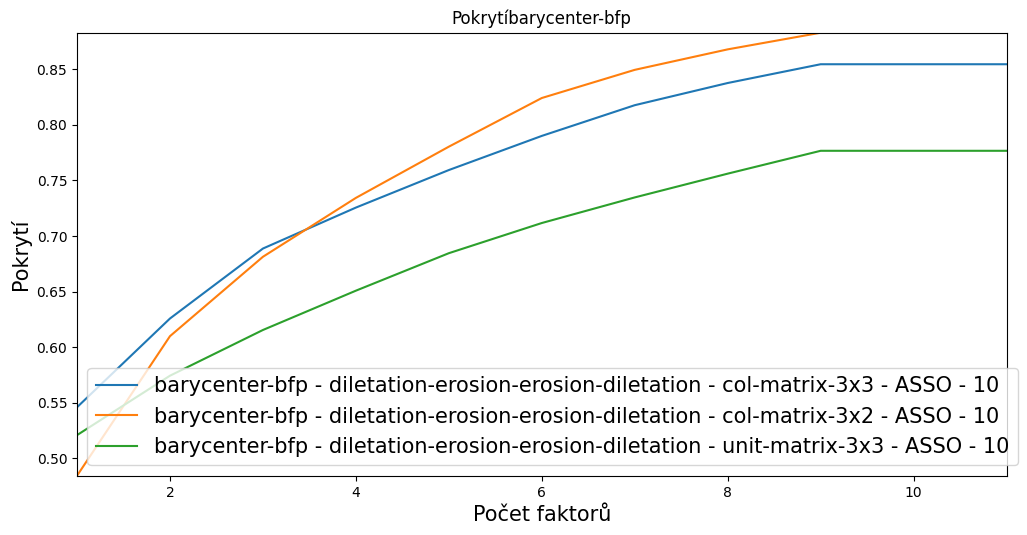 Pokrytíbarycenter-bfp
Pokrytí
0.85
0.80
0.75
0.70
0.65
0.60
0.55
0.50
barycenter-bfp - diletation-erosion-erosion-diletation - col-matrix-3x3 - ASSO - 10
barycenter-bfp - diletation-erosion-erosion-diletation - col-matrix-3x2 - ASSO - 10
barycenter-bfp - diletation-erosion-erosion-diletation - unit-matrix-3x3 - ASSO - 10
2 4 6 8 10
Počet faktorů